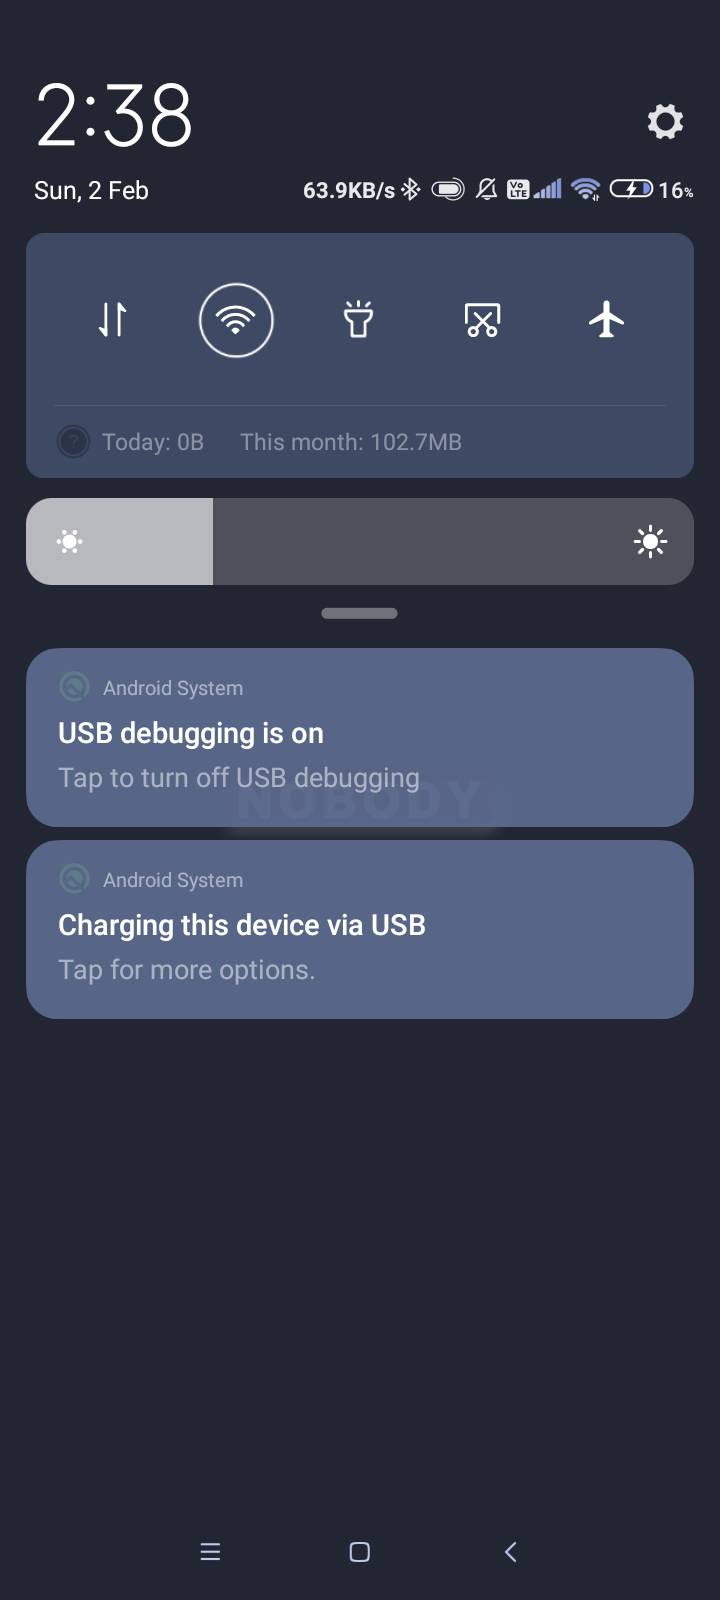 2:38
Sun, 2 Feb 63.9KB/s Vo LTE 16%
? Today: 0B This month: 102.7MB
Android System
USB debugging is on
Tap to turn off USB debugging
NOBODY
Android System
Charging this device via USB
Tap for more options.